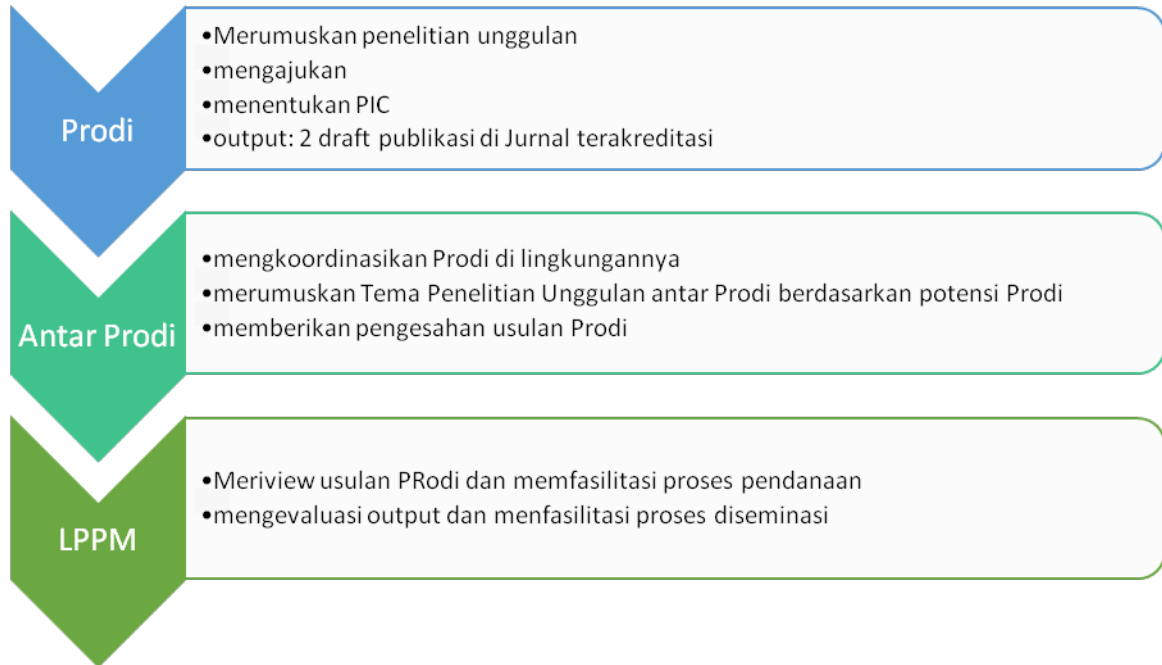 Prodi
•Merumuskan penelitian unggulan
•mengajukan
•menentukan PIC
•output: 2 draft publikasi di Jurnal terakreditasi
Antar Prodi
•mengkoordinasikan Prodi di lingkungannya
•merumuskan Tema Penelitian Unggulan antar Prodi berdasarkan potensi Prodi
•memberikan pengesahan usulan Prodi
LPPM
•Meriview usulan PRodi dan memfasilitasi proses pendanaan
•mengevaluasi output dan menfasilitasi proses diseminasi